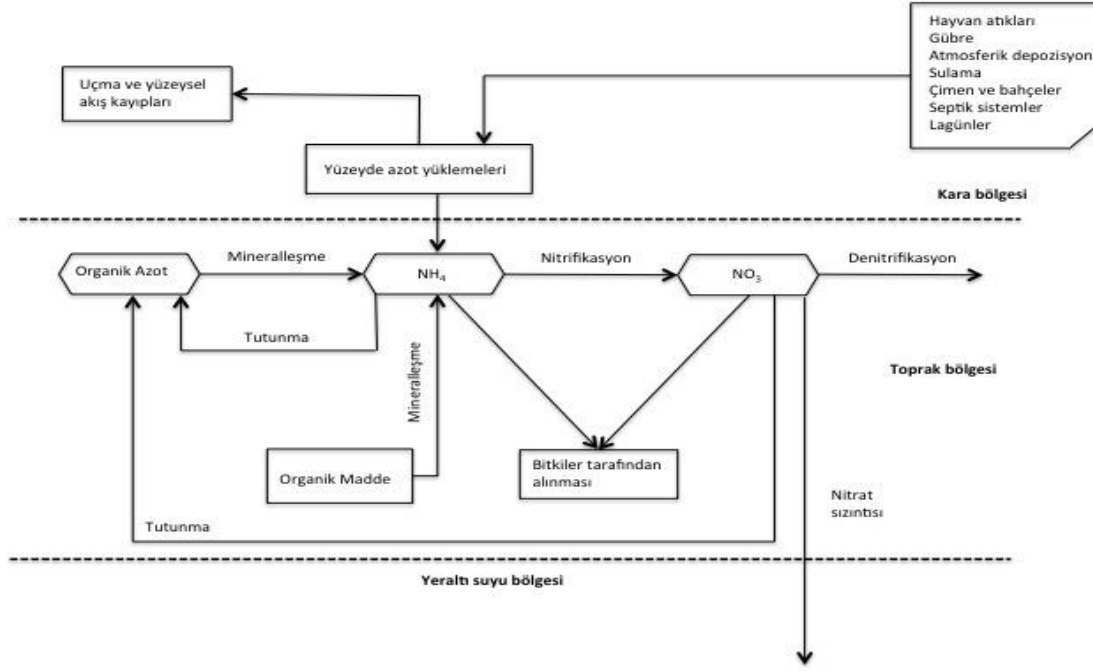 Hayvan atıkları
Gübre
Atmosferik depozisyon
Sulama
Çimen ve bahçeler
Septik sistemler
Lagünler
Uçma ve yüzeysel
akış kayıpları
Yüzeyde azot yüklemeleri
Kara bölgesi
Organik Azot
Mineralleşme
NH₄
Nitrifikasyon
NO₃
Denitrifikasyon
Tutunma
Mineralleşme
Toprak bölgesi
Organik Madde
Bitkiler tarafından
alınması
Nitrat
sızıntısı
Tutunma
Yeraltı suyu bölgesi